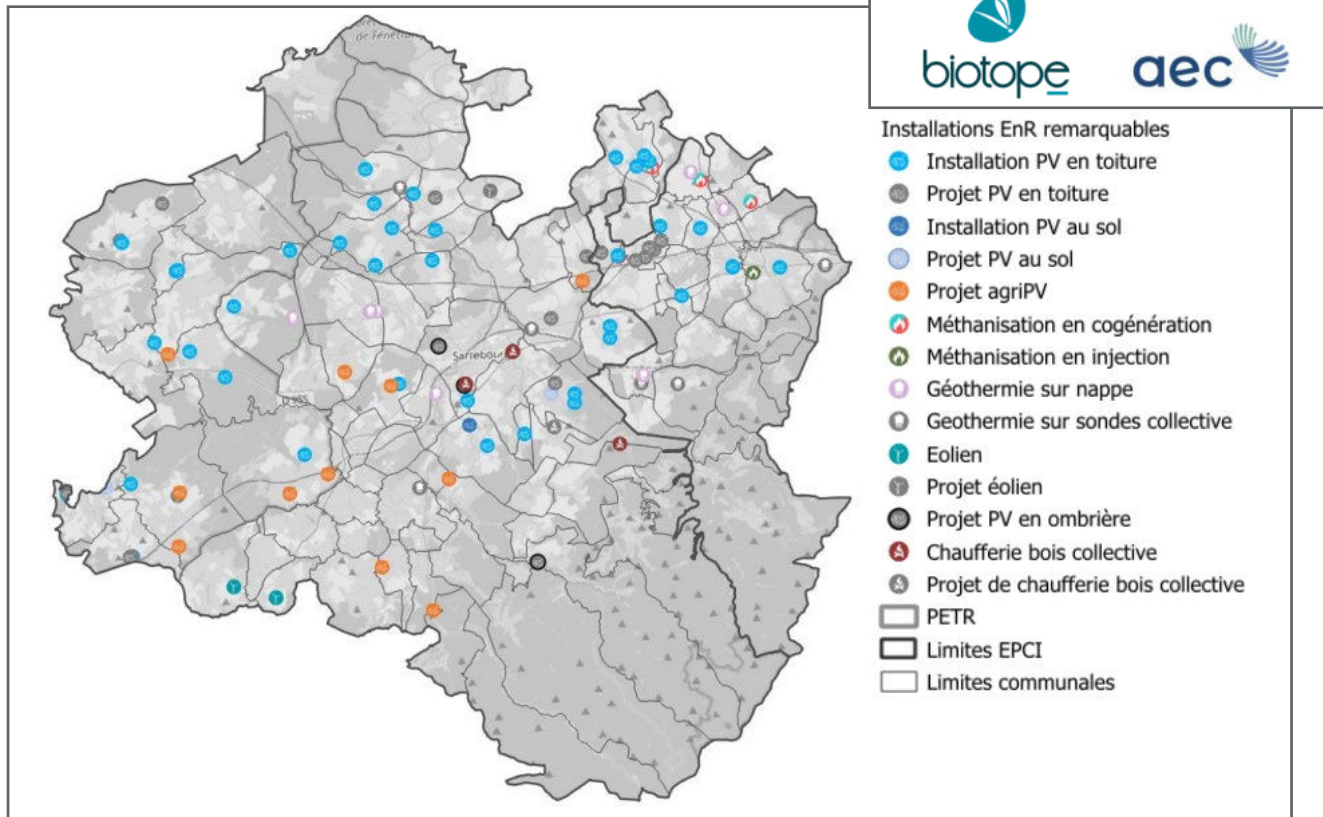 biotope
aec
Installations EnR remarquables
Installation PV en toiture
Projet PV en toiture
Installation PV au sol
Projet PV au sol
Projet agriPV
Méthanisation en cogénération
Méthanisation en injection
Géothermie sur nappe
Geothermie sur sondes collective
Eolien
Projet éolien
Projet PV en ombrière
Chaufferie bois collective
Projet de chaufferie bois collective
PETR
Limites EPCI
Limites communales
D 955